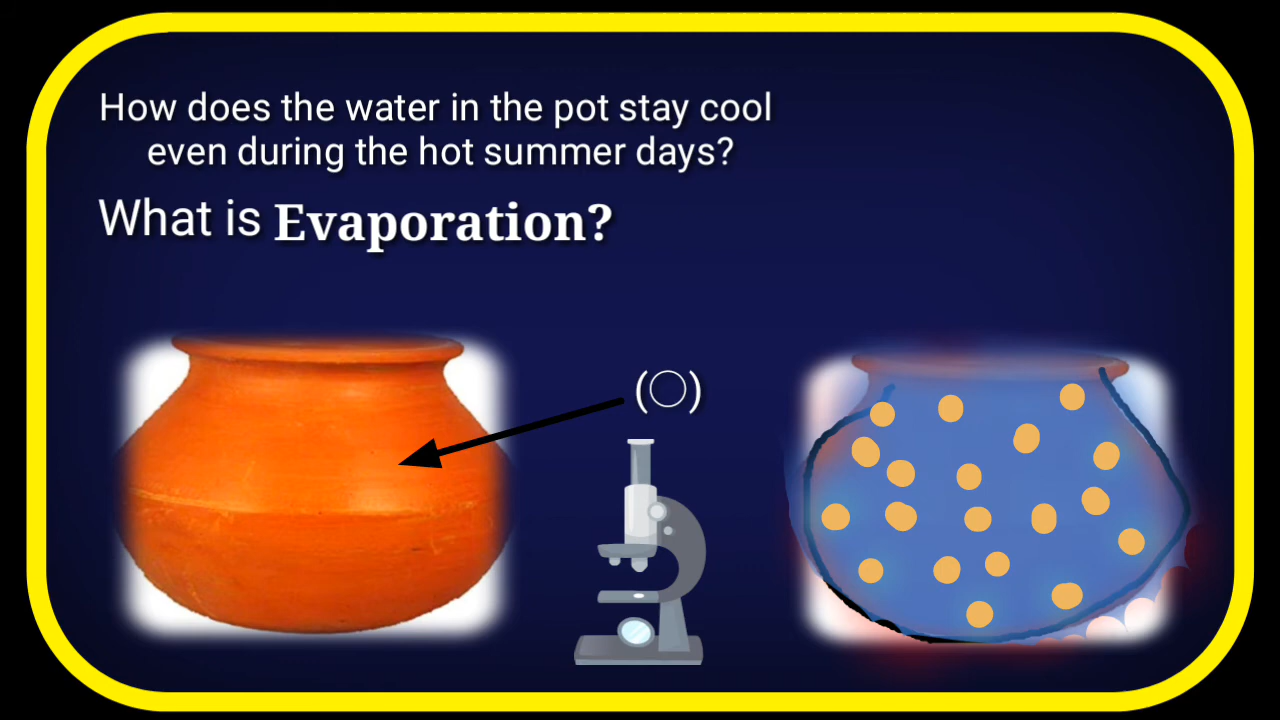 How does the water in the pot stay cool
even during the hot summer days?
What is Evaporation?
(○)